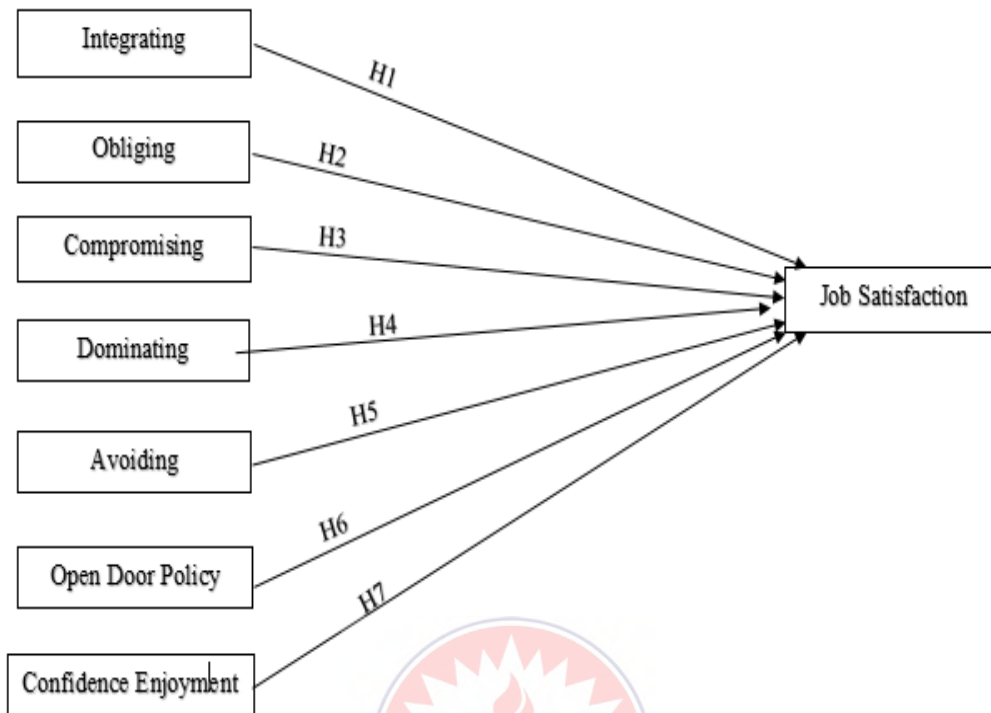 Integrating
H1
Obliging
H2
Compromising
H3
Job Satisfaction
Dominating
H4
Avoiding
H5
Open Door Policy
H6
H7
Confidence Enjoyment